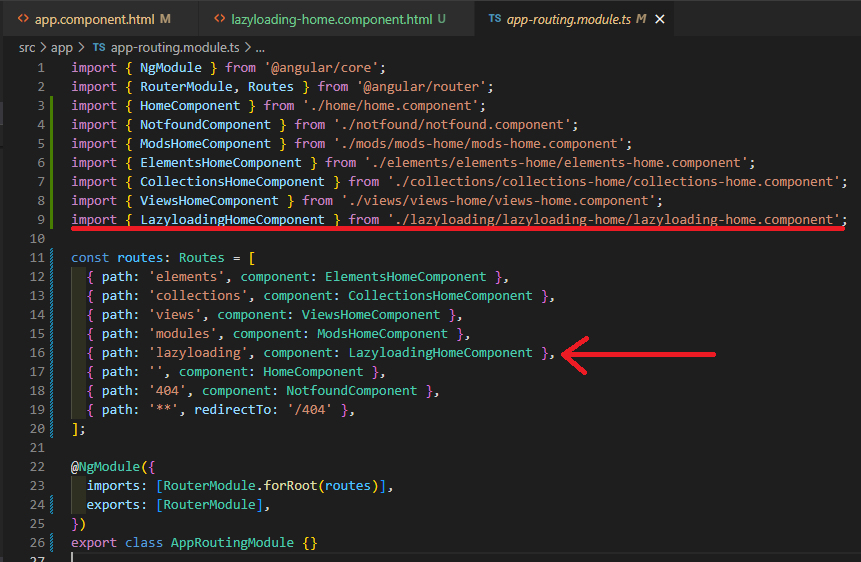 <> app.component.html M <> lazyloading-home.component.html U TS app-routing.module.ts M ×
src > app > TS app-routing.module.ts > ...
1 import { NgModule } from '@angular/core';
2 import { RouterModule, Routes } from '@angular/router';
3 import { HomeComponent } from './home/home.component';
4 import { NotfoundComponent } from './notfound/notfound.component';
5 import { ModsHomeComponent } from './mods/mods-home/mods-home.component';
6 import { ElementsHomeComponent } from './elements/elements-home/elements-home.component';
7 import { CollectionsHomeComponent } from './collections/collections-home/collections-home.component';
8 import { ViewsHomeComponent } from './views/views-home/views-home.component';
9 import { LazyloadingHomeComponent } from './lazyloading/lazyloading-home/lazyloading-home.component';
10
11 const routes: Routes = [
12 { path: 'elements', component: ElementsHomeComponent },
13 { path: 'collections', component: CollectionsHomeComponent },
14 { path: 'views', component: ViewsHomeComponent },
15 { path: 'modules', component: ModsHomeComponent },
16 { path: 'lazyloading', component: LazyloadingHomeComponent },
17 { path: '', component: HomeComponent },
18 { path: '404', component: NotfoundComponent },
19 { path: '**', redirectTo: '/404' },
20 ];
21
22 @NgModule({
23 imports: [RouterModule.forRoot(routes)],
24 exports: [RouterModule],
25 })
26 export class AppRoutingModule {}
27